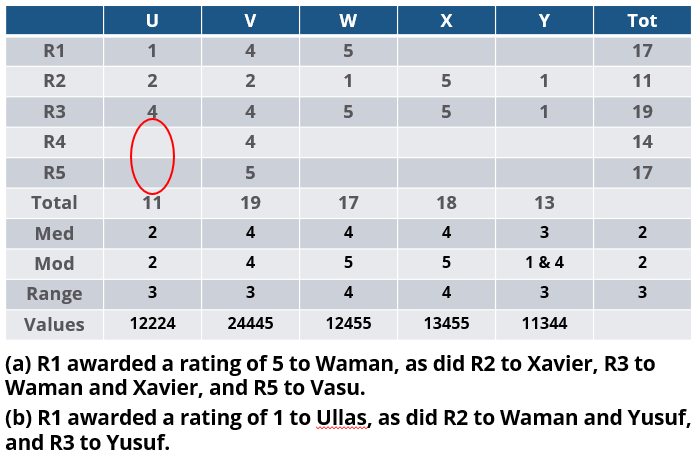 U V W X Y Tot
R1 1 4 5 17
R2 2 2 1 5 1 11
R3 4 4 5 5 1 19
R4 4 14
R5 5 17
Total 11 19 17 18 13
Med 2 4 4 4 3 2
Mod 2 4 5 5 1 & 4 2
Range 3 3 4 4 3 3
Values 12224 24445 12455 13455 11344
(a) R1 awarded a rating of 5 to Waman, as did R2 to Xavier, R3 to
Waman and Xavier, and R5 to Vasu.
(b) R1 awarded a rating of 1 to Ullas, as did R2 to Waman and Yusuf,
and R3 to Yusuf.